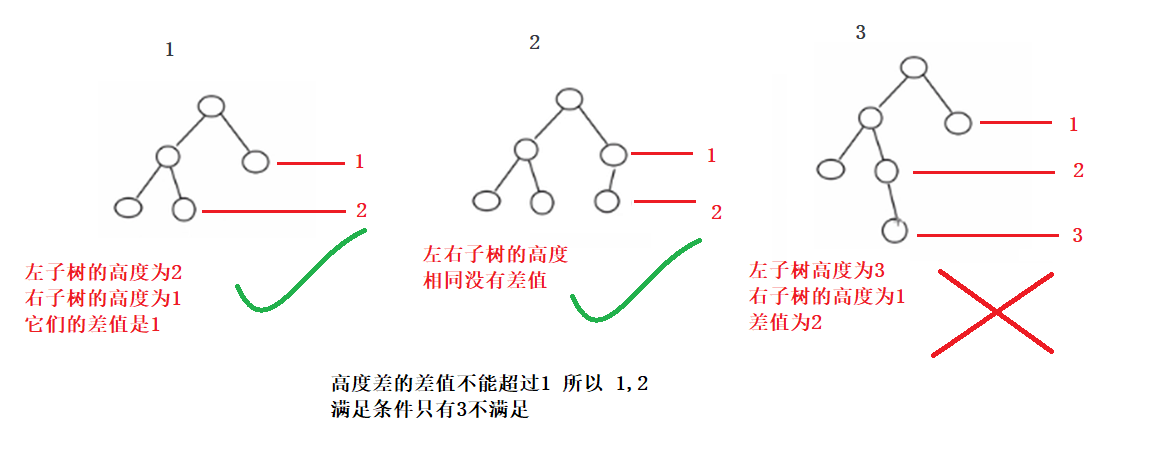 1
1
2
左子树的高度为2
右子树的高度为1
它们的差值是1
2
1
2
左右子树的高度
相同没有差值
3
1
2
3
左子树高度为3
右子树的高度为1
差值为2
高度差的差值不能超过1 所以 1,2
满足条件只有3不满足